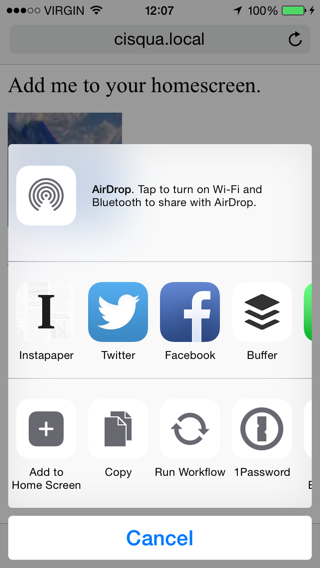 VIRGIN 12:07 100%
cisqua.local
Add me to your homescreen.
AirDrop. Tap to turn on Wi-Fi and
Bluetooth to share with AirDrop.
Instapaper Twitter Facebook Buffer
Add to
Home Screen Copy Run Workflow 1Password
Cancel